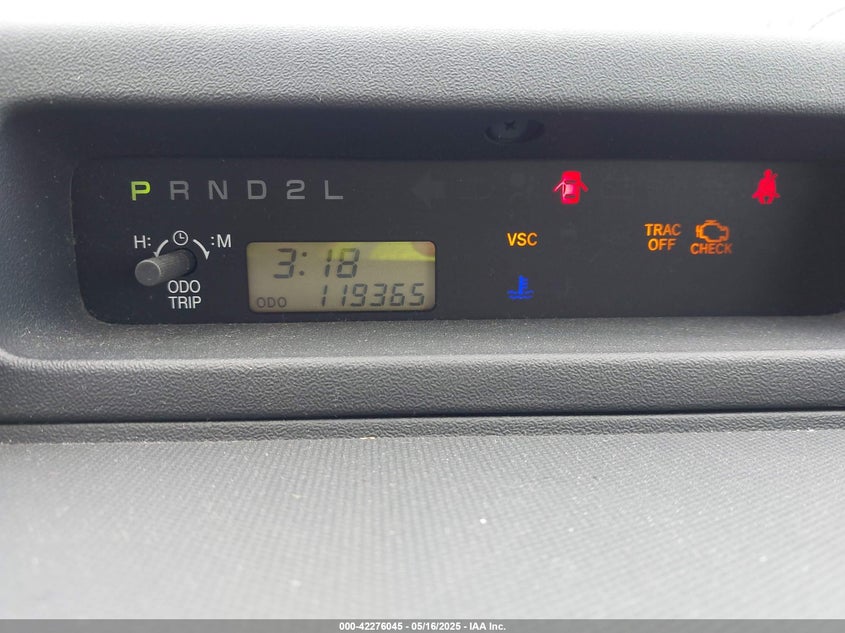 P R N D 2 L
H: :M
ODO
TRIP
3:18
ODO 119365
VSC
TRAC
OFF
CHECK
000-42276045 - 05/16/2025 - IAA Inc.